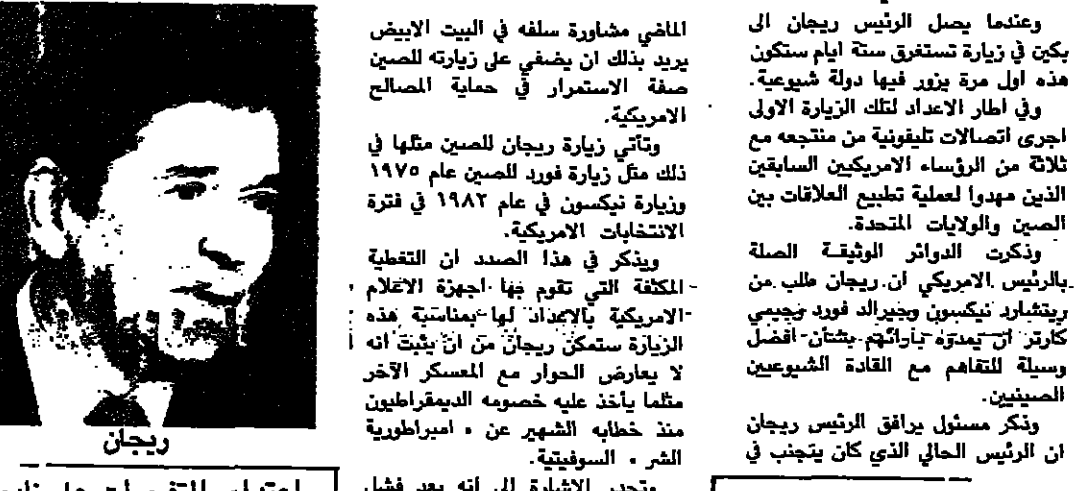 وعندما يصل الرئيس ريجان الى
بكين في زيارة تستغرق ستة ايام ستكون
هذه اول مرة يزور فيها دولة شيوعية.
وفي اطار الاعداد لتلك الزيارة الاولى
اجرى اتصالات تليفونية من منتجعه مع
ثلاثة من الرؤساء الامريكيين السابقين
الذين مهدوا لعملية تطبيع العلاقات بين
الصين والولايات المتحدة.
وذكرت الدوائر الوثيقة الصلة
بالرئيس الامريكي ان ريجان طلب من
ريتشارد نيكسون وجيرالد فورد وجيمي
كارتر ان يمدوه بارائهم بشأن افضل
وسيلة للتفاهم مع القادة الشيوعيين
الصينيين.
وذكر مسئول يرافق الرئيس ريجان
ان الرئيس الحالي الذي كان يتجنب في
الماضي مشاورة سلفه في البيت الابيض
يريد بذلك ان يضفي على زيارته للصين
صفة الاستمرار في حماية المصالح
الامريكية.
وتأتي زيارة ريجان للصين مثلها في
ذلك مثل زيارة فورد للصين عام ١٩٧٥
وزيارة نيكسون في عام ١٩٨٢ في فترة
الانتخابات الامريكية.
ويذكر في هذا الصدد ان التغطية
المكثفة التي تقوم بها اجهزة الاعلام
الامريكية بالاعداد لها بمناسبة هذه
الزيارة ستمكن ريجان من ان يثبت انه
لا يعارض الحوار مع المعسكر الآخر
مثلما يأخذ عليه خصومه الديمقراطيون
منذ خطابه الشهير عن « امبراطورية
الشر » السوفيتية.
وتجدر الاشارة الى أنه بعد فشل
ريجان